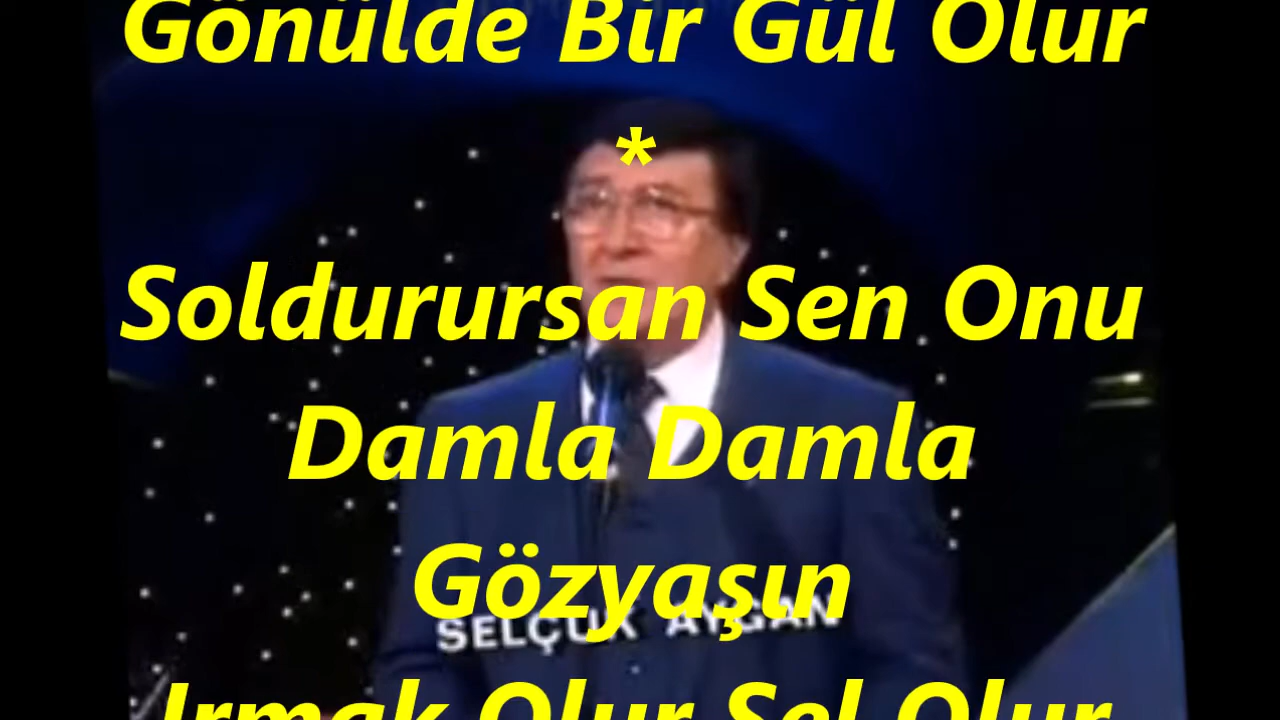 Gönülde Bir Gül Olur
*
Soldurursan Sen Onu
Damla Damla
Gözyaşın
SELÇUK AYGAN
Irmak Olur Sel Olur